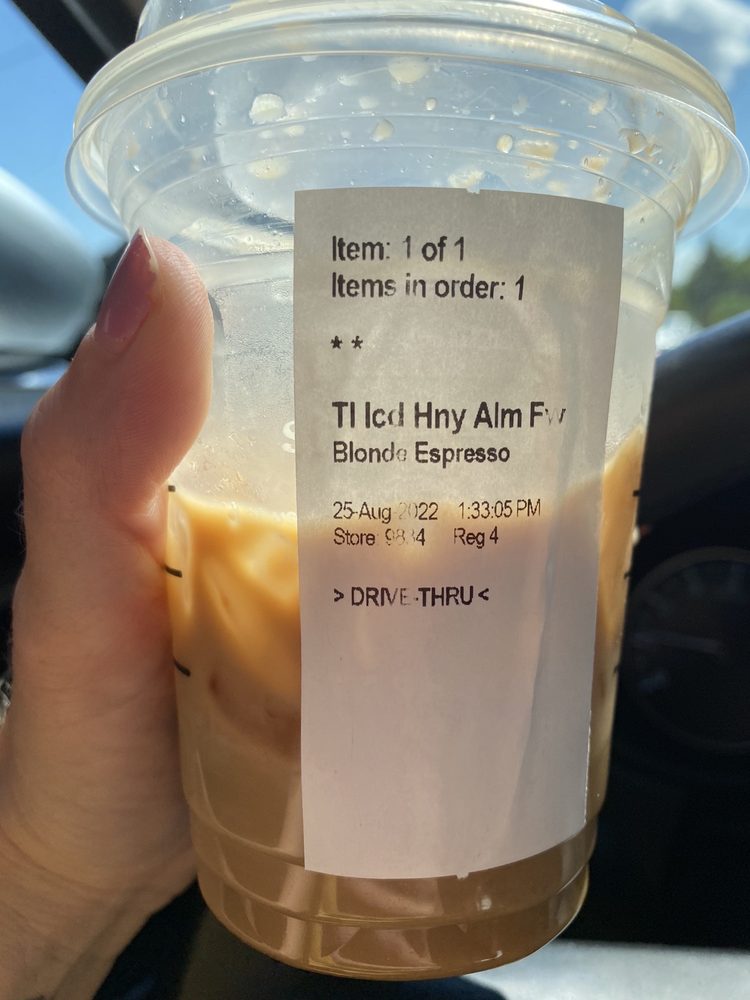 Item: 1 of 1
Items in order: 1
* *
Tl Icd Hny Alm Fw
Blonde Espresso
25-Aug-2022 1:33:05 PM
Store Reg 4
> DRIVE-THRU <